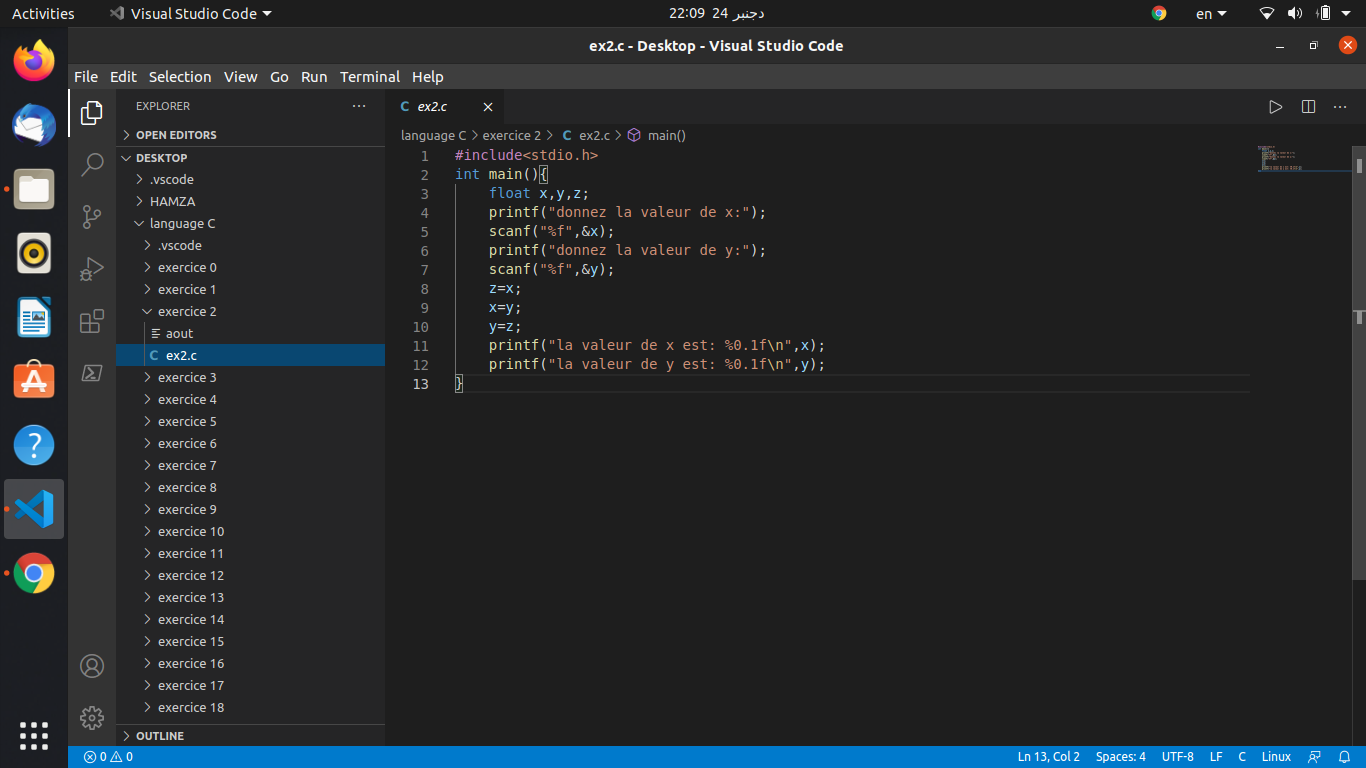 Activities Visual Studio Code دجنبر 24 22:09 en
ex2.c - Desktop - Visual Studio Code
File Edit Selection View Go Run Terminal Help
EXPLORER
OPEN EDITORS
DESKTOP
.vscode
HAMZA
language C
.vscode
exercice 0
exercice 1
exercice 2
aout
C ex2.c
exercice 3
exercice 4
exercice 5
exercice 6
exercice 7
exercice 8
exercice 9
exercice 10
exercice 11
exercice 12
exercice 13
exercice 14
exercice 15
exercice 16
exercice 17
exercice 18
OUTLINE
C ex2.c
language C > exercice 2 > C ex2.c > main()
1 #include<stdio.h>
2 int main(){
3 float x,y,z;
4 printf("donnez la valeur de x:");
5 scanf("%f",&x);
6 printf("donnez la valeur de y:");
7 scanf("%f",&y);
8 z=x;
9 x=y;
10 y=z;
11 printf("la valeur de x est: %0.1f\n",x);
12 printf("la valeur de y est: %0.1f\n",y);
13 }
0 0 Ln 13, Col 2 Spaces: 4 UTF-8 LF C Linux